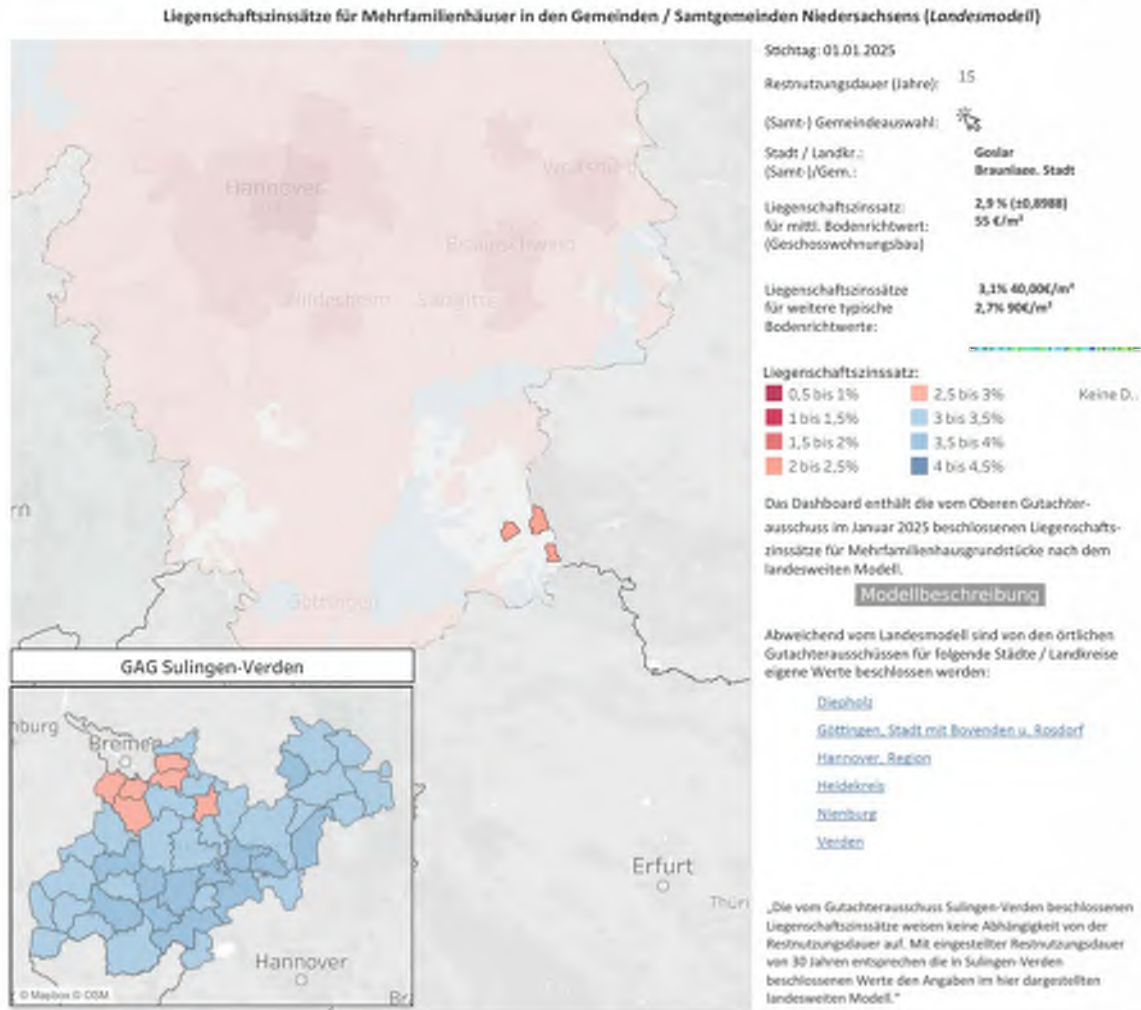 Liegenschaftszinssätze für Mehrfamilienhäuser in den Gemeinden / Samtgemeinden Niedersachsens (Landesmodell)
Stichtag: 01.01.2025
Restnutzungsdauer (Jahre): 15
(Samt-) Gemeindeauswahl:
Stadt / Landkr.: Goslar
(Samt-)/Gem.: Braunlage, Stadt
Liegenschaftszinssatz: 2,9 % (±0,8988)
für mittl. Bodenrichtwert: 55 €/m²
(Geschosswohnungsbau)
Liegenschaftszinssätze 3,1% 40,00€/m²
für weitere typische 2,7% 90€/m²
Bodenrichtwerte:
Liegenschaftszinssatz:
0,5 bis 1% 2,5 bis 3% Keine D..
1 bis 1,5% 3 bis 3,5%
1,5 bis 2% 3,5 bis 4%
2 bis 2,5% 4 bis 4,5%
Das Dashboard enthält die vom Oberen Gutachter-
ausschuss im Januar 2025 beschlossenen Liegenschafts-
zinssätze für Mehrfamilienhausgrundstücke nach dem
landesweiten Modell.
Modellbeschreibung
Abweichend vom Landesmodell sind von den örtlichen
Gutachterausschüssen für folgende Städte / Landkreise
eigene Werte beschlossen worden:
Diepholz
Göttingen, Stadt mit Bovenden u. Rosdorf
Hannover, Region
Heidekreis
Nienburg
Verden
„Die vom Gutachterausschuss Sulingen-Verden beschlossenen
Liegenschaftszinssätze weisen keine Abhängigkeit von der
Restnutzungsdauer auf. Mit eingestellter Restnutzungsdauer
von 30 Jahren entsprechen die in Sulingen-Verden
beschlossenen Werte den Angaben im hier dargestellten
landesweiten Modell."
Hannover
Wolfsburg
Braunschweig
Hildesheim
Salzgitter
rn
Göttingen
Erfurt
Thüri
GAG Sulingen-Verden
nburg
Bremen
Hannover
Br
© Mapbox © OSM